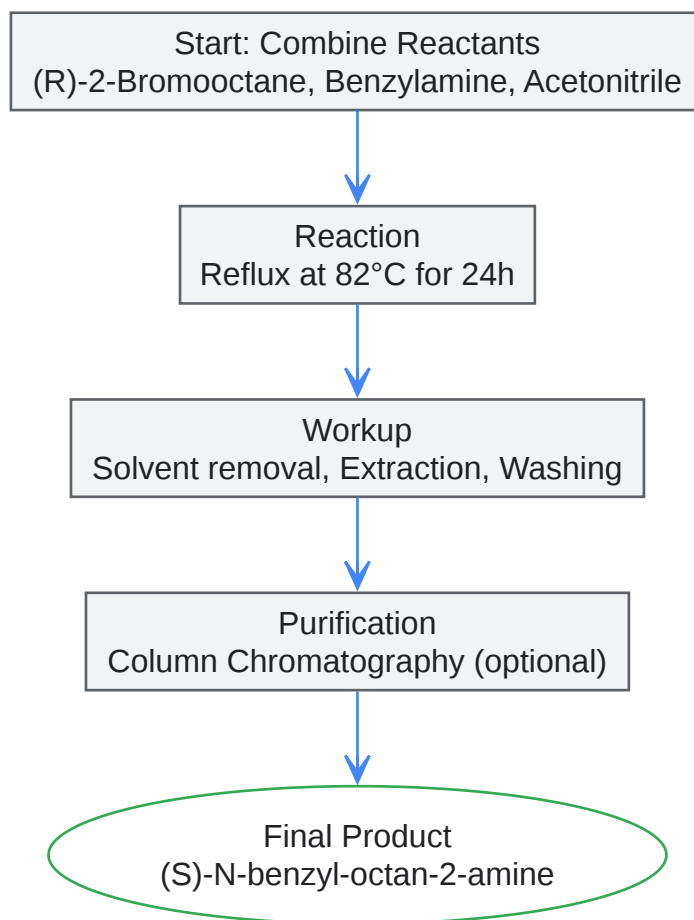 Start: Combine Reactants
(R)-2-Bromooctane, Benzylamine, Acetonitrile
Reaction
Reflux at 82°C for 24h
Workup
Solvent removal, Extraction, Washing
Purification
Column Chromatography (optional)
Final Product
(S)-N-benzyl-octan-2-amine